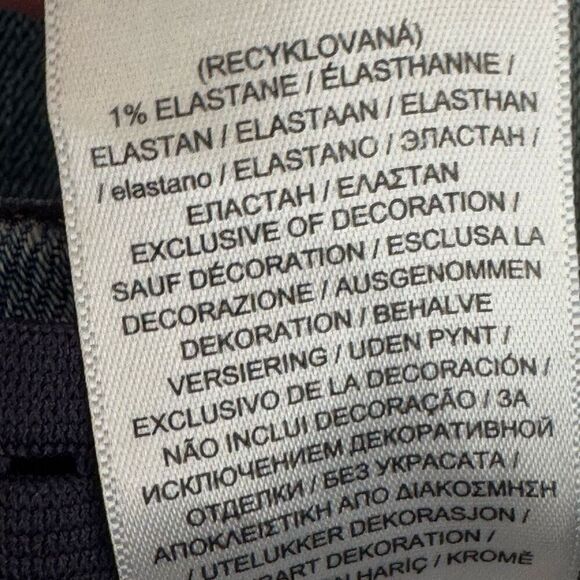 (RECYKLOVANÁ)
1% ELASTANE / ÉLASTHANNE /
ELASTAN / ELASTAAN / ELASTHAN
/ elastano / ELASTANO / ЭЛАСТАН /
ЕЛАСТАН / ΕΛΑΣΤΑΝ
EXCLUSIVE OF DECORATION /
SAUF DÉCORATION / ESCLUSA LA
DECORAZIONE / AUSGENOMMEN
DEKORATION / BEHALVE
VERSIERING / UDEN PYNT /
EXCLUSIVO DE LA DECORACIÓN /
NÃO INCLUI DECORAÇÃO / ЗА
ИСКЛЮЧЕНИЕМ ДЕКОРАТИВНОЙ
ОТДЕЛКИ / БЕЗ УКРАСАТА /
ΑΠΟΚΛΕΙΣΤΙΚΗ ΑΠΟ ΔΙΑΚΟΣΜΗΣΗ
/ UTELUKKER DEKORASJON /
DECORATION /
HARİÇ / KROMĚ